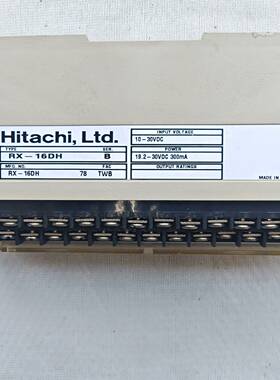 Hitachi, Ltd.
TYPE SER.
RX-16DH B
MFG. NO. FAC
RX-16DH 78 TWB
INPUT VOLTAGE
10-30VDC
POWER
19.2-30VDC 300mA
OUTPUT RATINGS
MADE IN